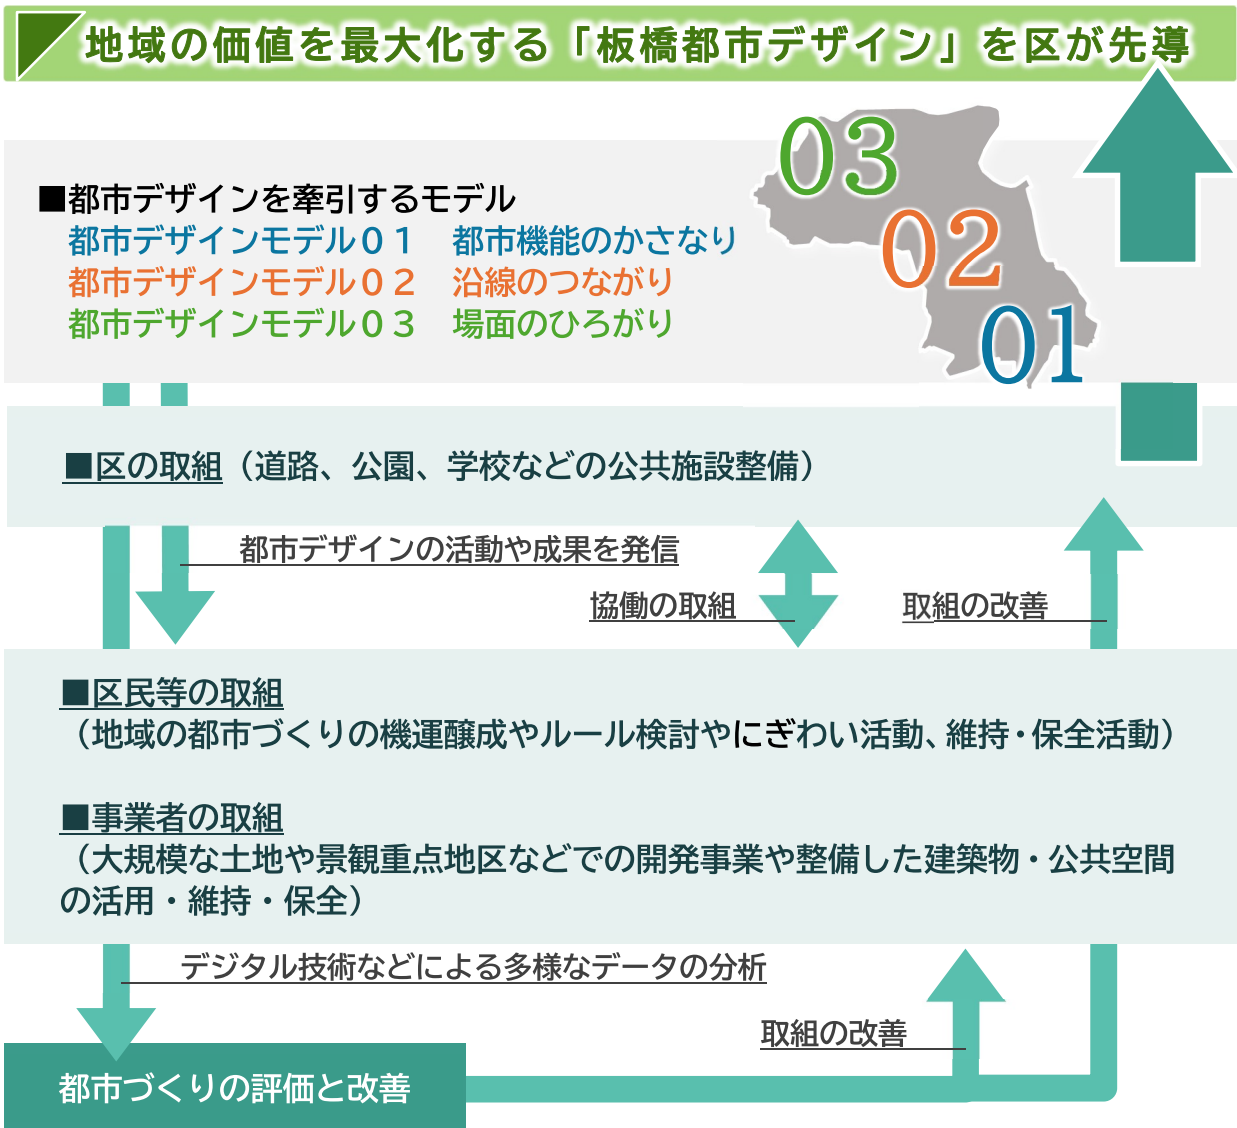 地域の価値を最大化する「板橋都市デザイン」を区が先導
■都市デザインを牽引するモデル
都市デザインモデル０１　都市機能のかさなり
都市デザインモデル０２　沿線のつながり
都市デザインモデル０３　場面のひろがり
03
02
01
■区の取組（道路、公園、学校などの公共施設整備）
都市デザインの活動や成果を発信
協働の取組
取組の改善
■区民等の取組
（地域の都市づくりの機運醸成やルール検討やにぎわい活動、維持・保全活動）
■事業者の取組
（大規模な土地や景観重点地区などでの開発事業や整備した建築物・公共空間
の活用・維持・保全）
デジタル技術などによる多様なデータの分析
取組の改善
都市づくりの評価と改善